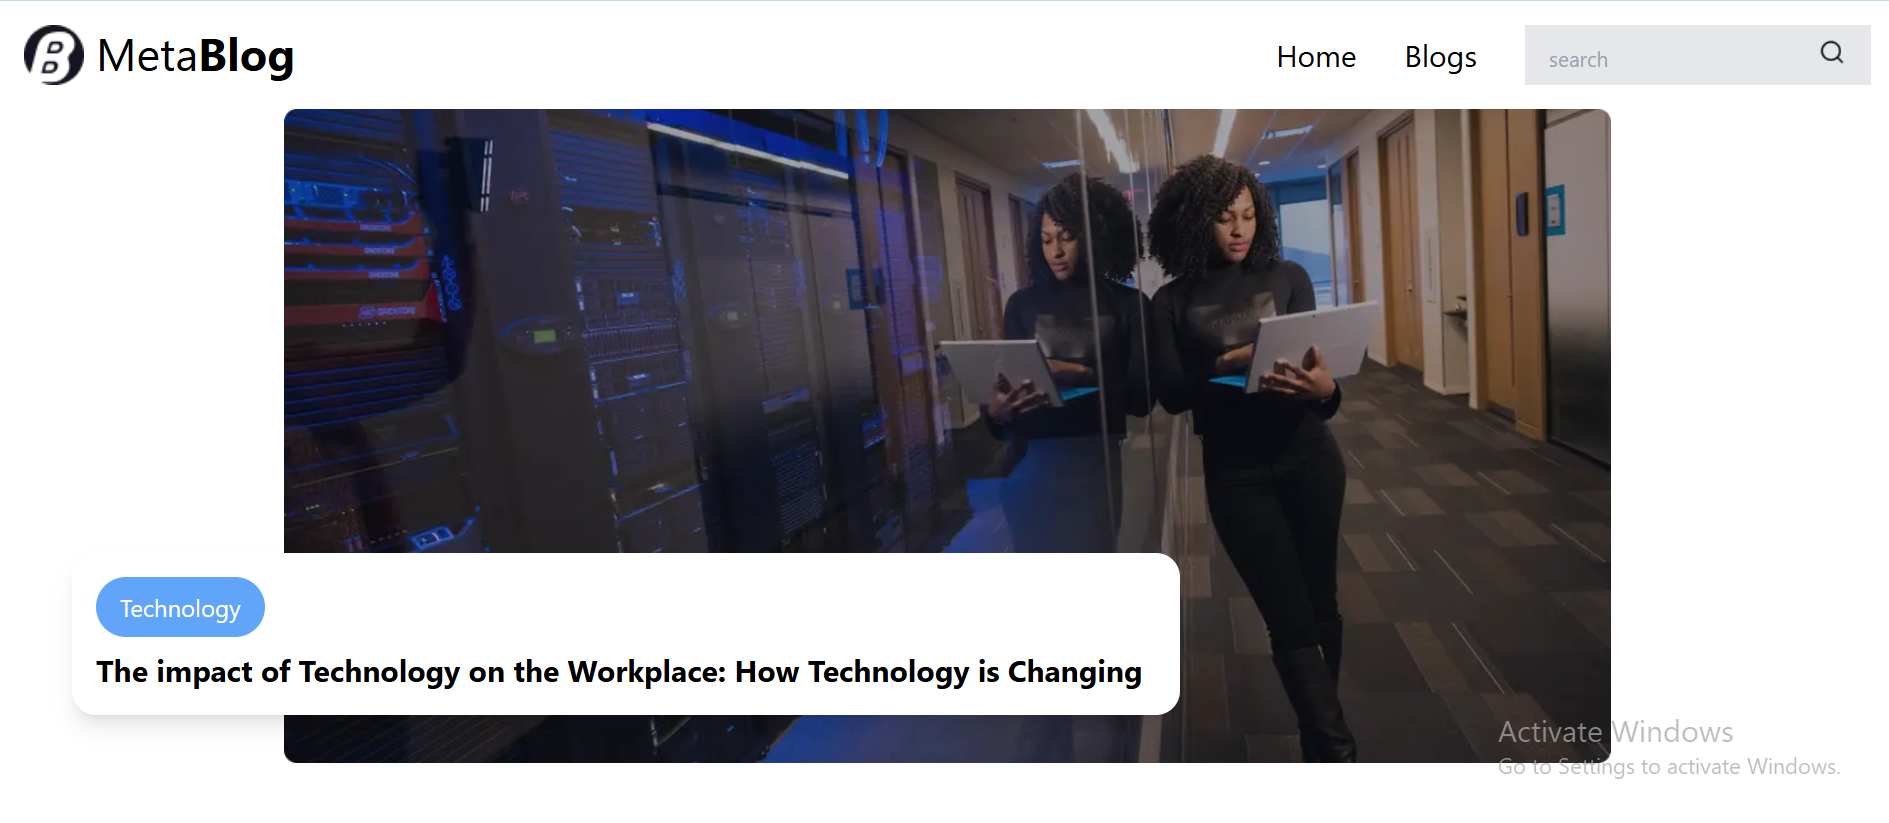 B MetaBlog
Home
Blogs
search
Technology
The impact of Technology on the Workplace: How Technology is Changing
Activate Windows
Go to Settings to activate Windows.